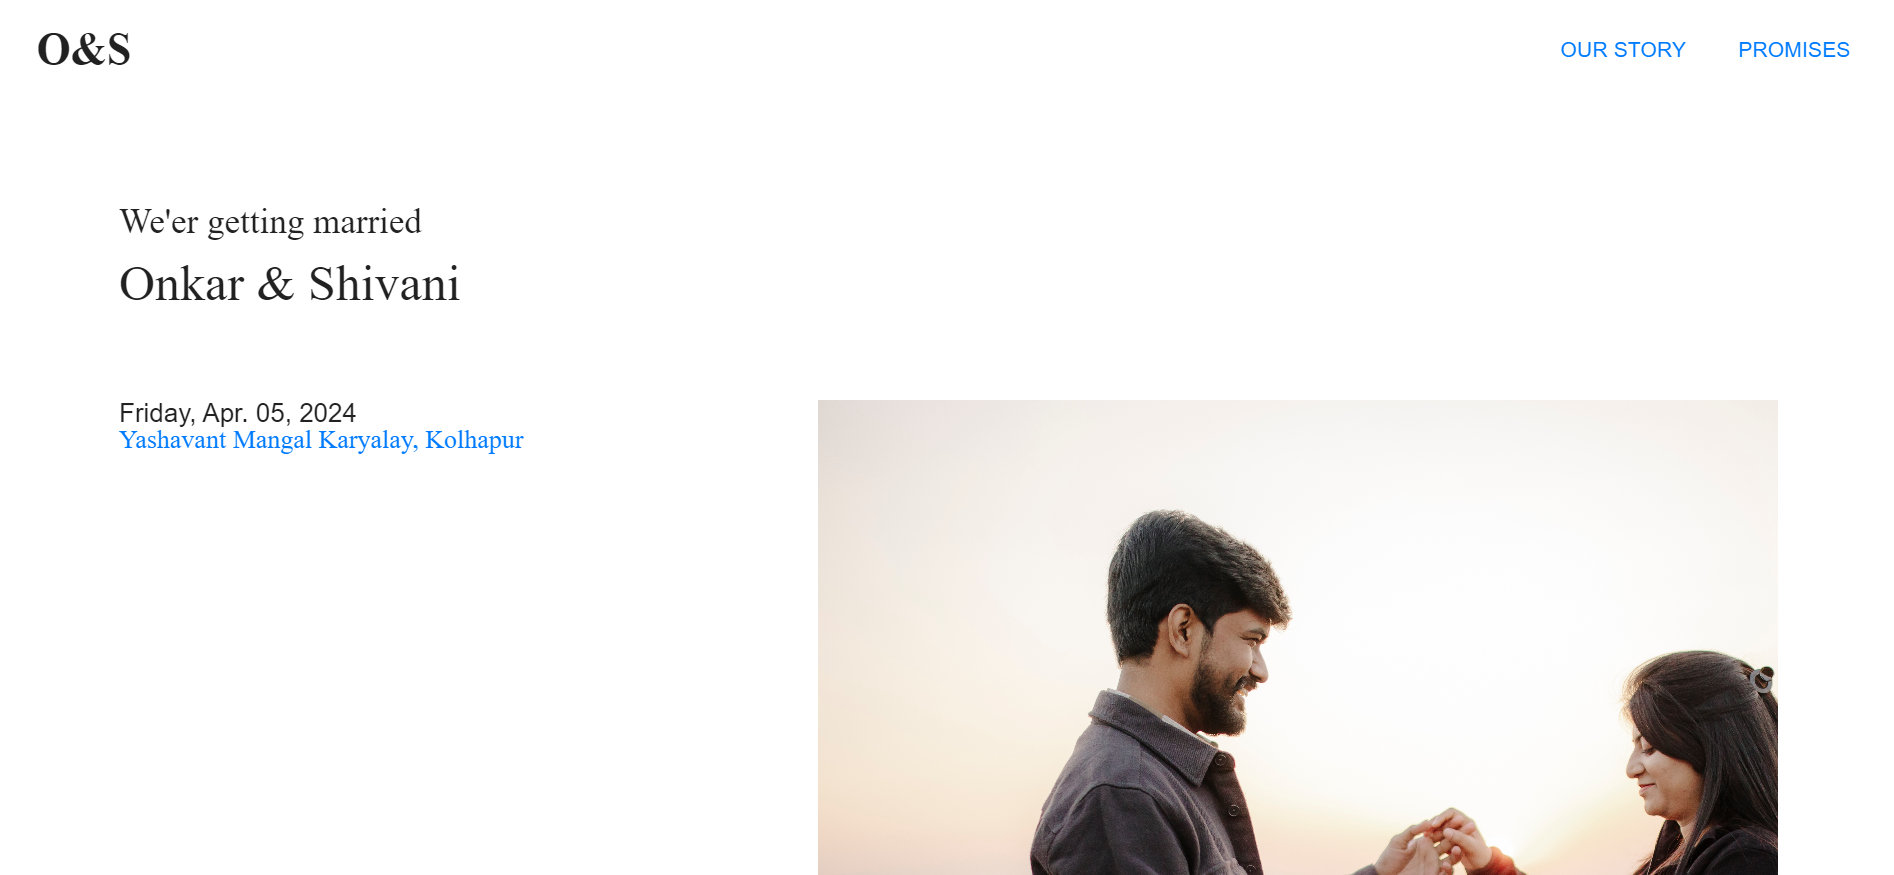 O&S
OUR STORY
PROMISES
We'er getting married
Onkar & Shivani
Friday, Apr. 05, 2024
Yashavant Mangal Karyalay, Kolhapur